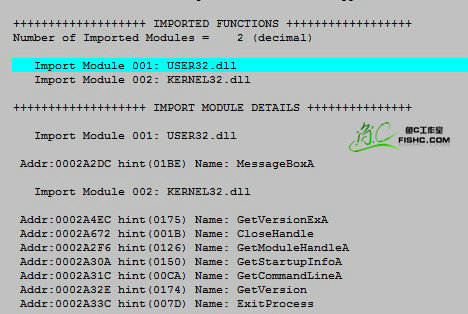 +++++++++++++++++++ IMPORTED FUNCTIONS ++++++++++++++++++
Number of Imported Modules =    2 (decimal)
Import Module 001: USER32.dll
Import Module 002: KERNEL32.dll
+++++++++++++++++++ IMPORT MODULE DETAILS +++++++++++++++
Import Module 001: USER32.dll
鱼C工作室
FISHC.COM
Addr:0002A2DC hint(01BE) Name: MessageBoxA
Import Module 002: KERNEL32.dll
Addr:0002A4EC hint(0175) Name: GetVersionExA
Addr:0002A672 hint(001B) Name: CloseHandle
Addr:0002A2F6 hint(0126) Name: GetModuleHandleA
Addr:0002A30A hint(0150) Name: GetStartupInfoA
Addr:0002A31C hint(00CA) Name: GetCommandLineA
Addr:0002A32E hint(0174) Name: GetVersion
Addr:0002A33C hint(007D) Name: ExitProcess